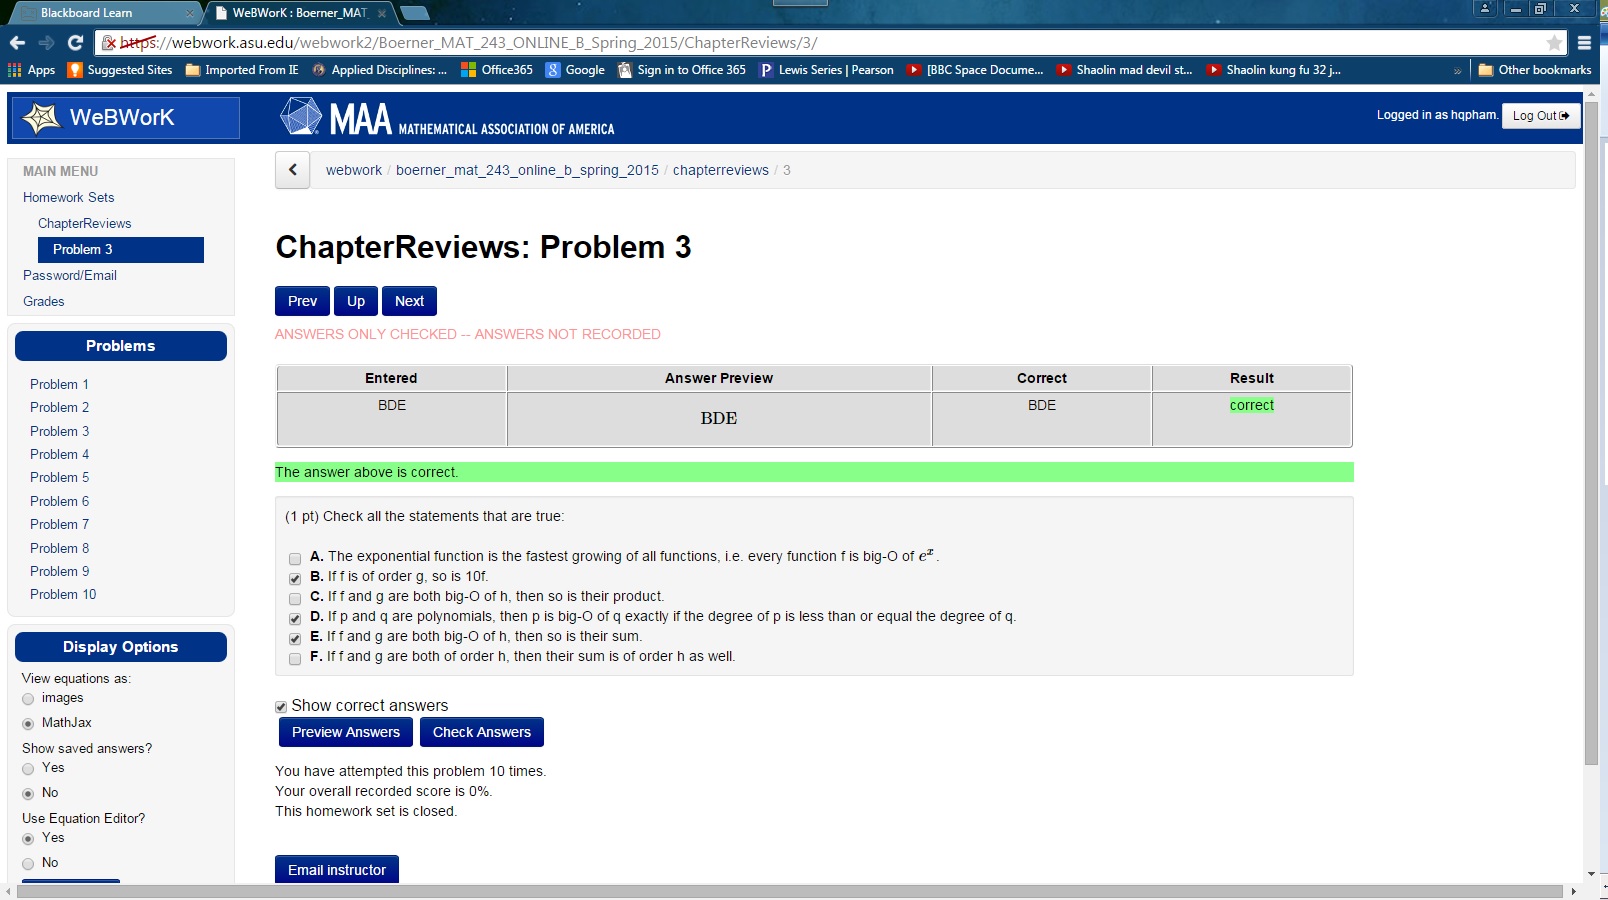 Blackboard Learn
WeBWorK : Boerner_MAT_
https://webwork.asu.edu/webwork2/Boerner_MAT_243_ONLINE_B_Spring_2015/ChapterReviews/3/
Apps Suggested Sites Imported From IE Applied Disciplines: ... Office365 Google Sign in to Office 365 Lewis Series | Pearson [BBC Space Docume... Shaolin mad devil st... Shaolin kung fu 32 j... » Other bookmarks
WeBWorK
MAA MATHEMATICAL ASSOCIATION OF AMERICA
Logged in as hqpham. Log Out
MAIN MENU
Homework Sets
ChapterReviews
Problem 3
Password/Email
Grades
Problems
Problem 1
Problem 2
Problem 3
Problem 4
Problem 5
Problem 6
Problem 7
Problem 8
Problem 9
Problem 10
Display Options
View equations as:
images
MathJax
Show saved answers?
Yes
No
Use Equation Editor?
Yes
No
webwork / boerner_mat_243_online_b_spring_2015 / chapterreviews / 3
ChapterReviews: Problem 3
Prev Up Next
ANSWERS ONLY CHECKED -- ANSWERS NOT RECORDED
Entered Answer Preview Correct Result
BDE BDE BDE correct
The answer above is correct.
(1 pt) Check all the statements that are true:
A. The exponential function is the fastest growing of all functions, i.e. every function f is big-O of e^x.
B. If f is of order g, so is 10f.
C. If f and g are both big-O of h, then so is their product.
D. If p and q are polynomials, then p is big-O of q exactly if the degree of p is less than or equal the degree of q.
E. If f and g are both big-O of h, then so is their sum.
F. If f and g are both of order h, then their sum is of order h as well.
Show correct answers
Preview Answers Check Answers
You have attempted this problem 10 times.
Your overall recorded score is 0%.
This homework set is closed.
Email instructor